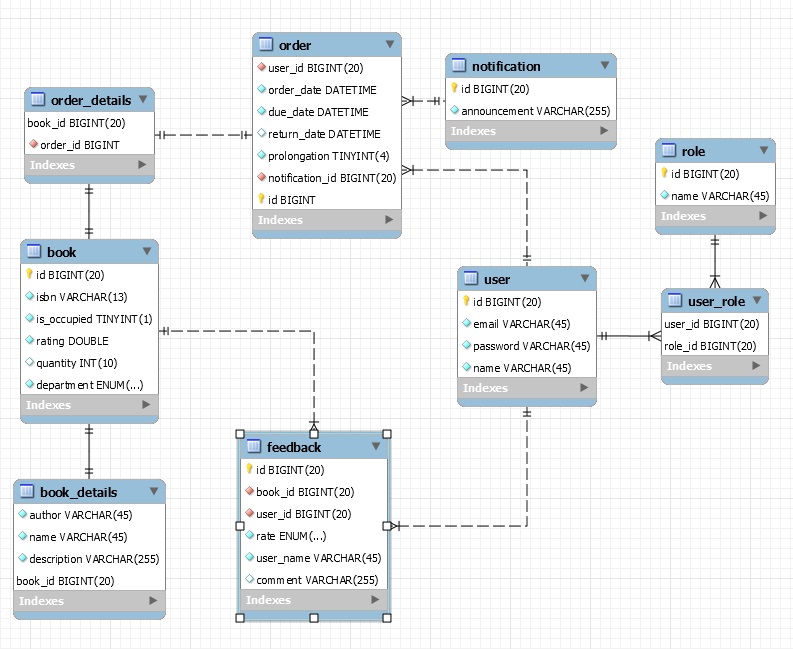 order
user_id BIGINT(20)
order_date DATETIME
due_date DATETIME
return_date DATETIME
prolongation TINYINT(4)
notification_id BIGINT(20)
id BIGINT
Indexes
notification
id BIGINT(20)
announcement VARCHAR(255)
Indexes
order_details
book_id BIGINT(20)
order_id BIGINT
Indexes
role
id BIGINT(20)
name VARCHAR(45)
Indexes
book
id BIGINT(20)
isbn VARCHAR(13)
is_occupied TINYINT(1)
rating DOUBLE
quantity INT(10)
department ENUM(...)
Indexes
user
id BIGINT(20)
email VARCHAR(45)
password VARCHAR(45)
name VARCHAR(45)
Indexes
user_role
user_id BIGINT(20)
role_id BIGINT(20)
Indexes
feedback
id BIGINT(20)
book_id BIGINT(20)
user_id BIGINT(20)
rate ENUM(...)
user_name VARCHAR(45)
comment VARCHAR(255)
Indexes
book_details
author VARCHAR(45)
name VARCHAR(45)
description VARCHAR(255)
book_id BIGINT(20)
Indexes